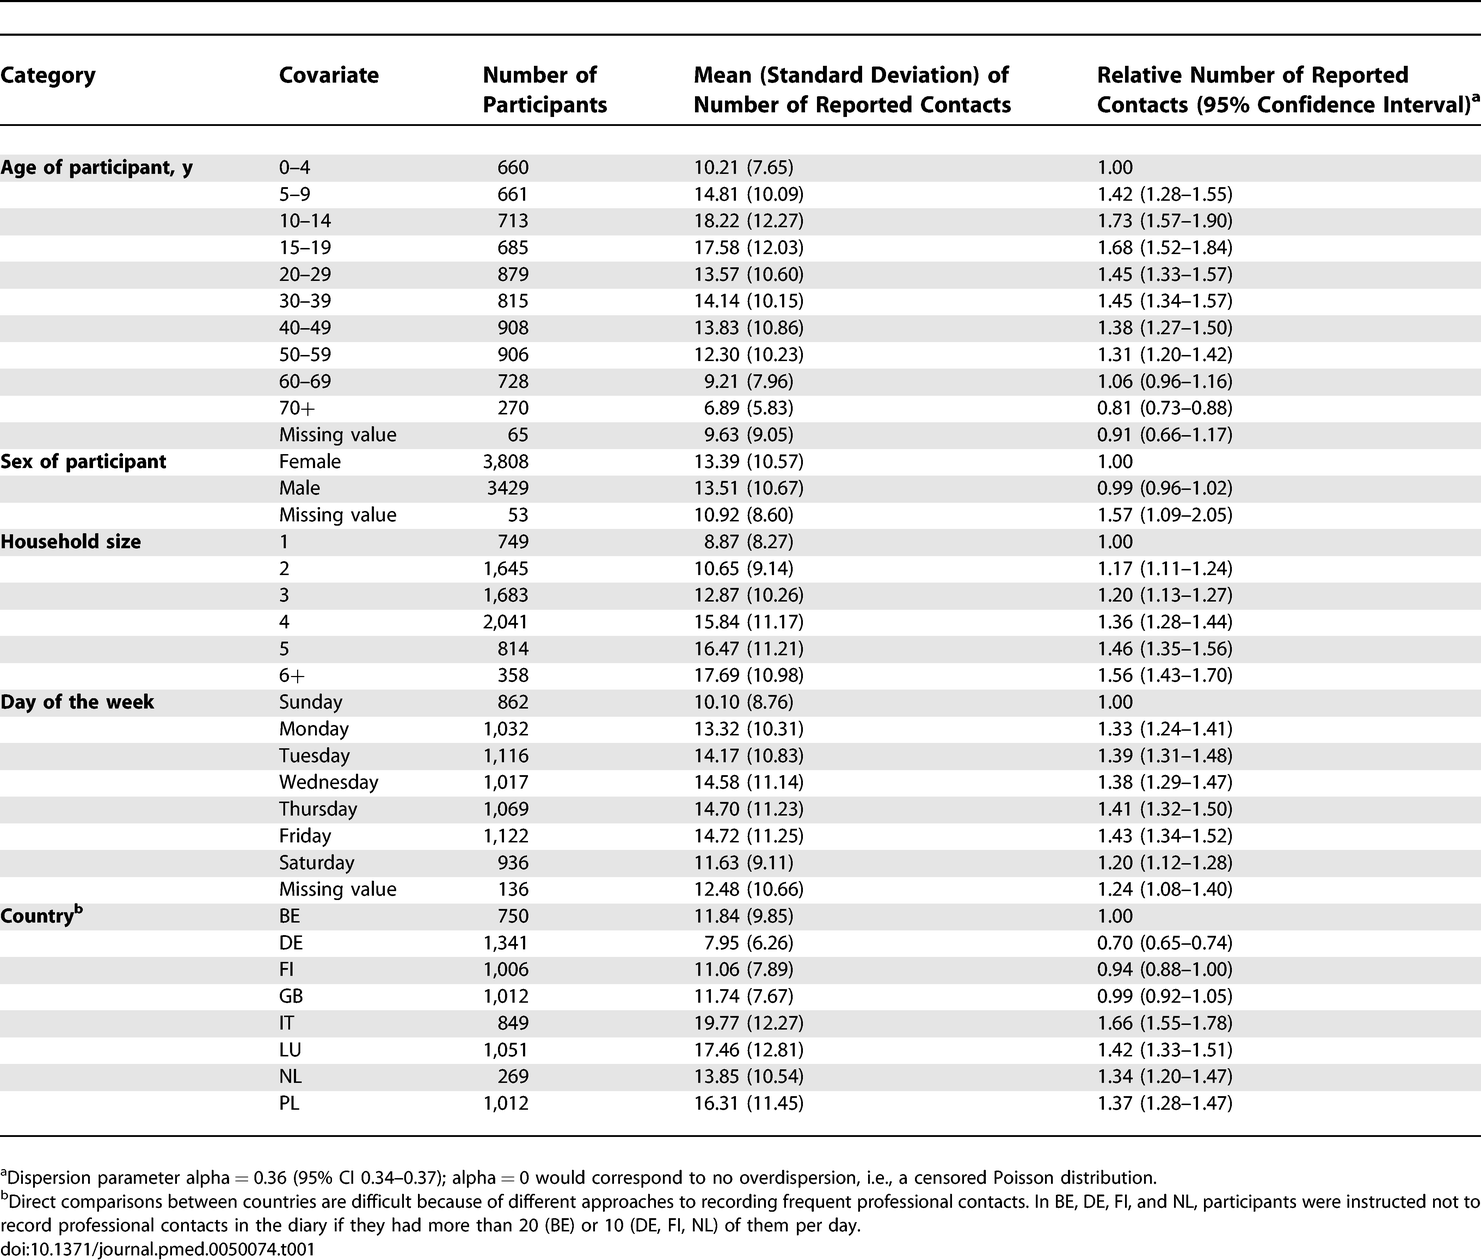 Category Covariate Number of Participants Mean (Standard Deviation) of Number of Reported Contacts Relative Number of Reported Contacts (95% Confidence Interval)a
Age of participant, y 0–4 660 10.21 (7.65) 1.00
5–9 661 14.81 (10.09) 1.42 (1.28–1.55)
10–14 713 18.22 (12.27) 1.73 (1.57–1.90)
15–19 685 17.58 (12.03) 1.68 (1.52–1.84)
20–29 879 13.57 (10.60) 1.45 (1.33–1.57)
30–39 815 14.14 (10.15) 1.45 (1.34–1.57)
40–49 908 13.83 (10.86) 1.38 (1.27–1.50)
50–59 906 12.30 (10.23) 1.31 (1.20–1.42)
60–69 728 9.21 (7.96) 1.06 (0.96–1.16)
70+ 270 6.89 (5.83) 0.81 (0.73–0.88)
Missing value 65 9.63 (9.05) 0.91 (0.66–1.17)
Sex of participant Female 3,808 13.39 (10.57) 1.00
Male 3429 13.51 (10.67) 0.99 (0.96–1.02)
Missing value 53 10.92 (8.60) 1.57 (1.09–2.05)
Household size 1 749 8.87 (8.27) 1.00
2 1,645 10.65 (9.14) 1.17 (1.11–1.24)
3 1,683 12.87 (10.26) 1.20 (1.13–1.27)
4 2,041 15.84 (11.17) 1.36 (1.28–1.44)
5 814 16.47 (11.21) 1.46 (1.35–1.56)
6+ 358 17.69 (10.98) 1.56 (1.43–1.70)
Day of the week Sunday 862 10.10 (8.76) 1.00
Monday 1,032 13.32 (10.31) 1.33 (1.24–1.41)
Tuesday 1,116 14.17 (10.83) 1.39 (1.31–1.48)
Wednesday 1,017 14.58 (11.14) 1.38 (1.29–1.47)
Thursday 1,069 14.70 (11.23) 1.41 (1.32–1.50)
Friday 1,122 14.72 (11.25) 1.43 (1.34–1.52)
Saturday 936 11.63 (9.11) 1.20 (1.12–1.28)
Missing value 136 12.48 (10.66) 1.24 (1.08–1.40)
Countryb BE 750 11.84 (9.85) 1.00
DE 1,341 7.95 (6.26) 0.70 (0.65–0.74)
FI 1,006 11.06 (7.89) 0.94 (0.88–1.00)
GB 1,012 11.74 (7.67) 0.99 (0.92–1.05)
IT 849 19.77 (12.27) 1.66 (1.55–1.78)
LU 1,051 17.46 (12.81) 1.42 (1.33–1.51)
NL 269 13.85 (10.54) 1.34 (1.20–1.47)
PL 1,012 16.31 (11.45) 1.37 (1.28–1.47)
aDispersion parameter alpha = 0.36 (95% CI 0.34–0.37); alpha = 0 would correspond to no overdispersion, i.e., a censored Poisson distribution.
bDirect comparisons between countries are difficult because of different approaches to recording frequent professional contacts. In BE, DE, FI, and NL, participants were instructed not to
record professional contacts in the diary if they had more than 20 (BE) or 10 (DE, FI, NL) of them per day.
doi:10.1371/journal.pmed.0050074.t001